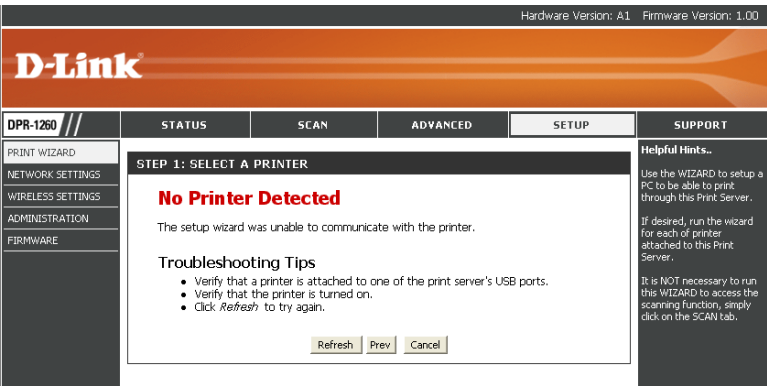 Hardware Version: A1 Firmware Version: 1.00
D-Link
DPR-1260 //
STATUS SCAN ADVANCED SETUP SUPPORT
PRINT WIZARD
NETWORK SETTINGS
WIRELESS SETTINGS
ADMINISTRATION
FIRMWARE
STEP 1: SELECT A PRINTER
No Printer Detected
The setup wizard was unable to communicate with the printer.
Troubleshooting Tips
• Verify that a printer is attached to one of the print server's USB ports.
• Verify that the printer is turned on.
• Click Refresh to try again.
Refresh Prev Cancel
Helpful Hints..
Use the WIZARD to setup a
PC to be able to print
through this Print Server.
If desired, run the wizard
for each of printer
attached to this Print
Server.
It is NOT necessary to run
this WIZARD to access the
scanning function, simply
click on the SCAN tab.